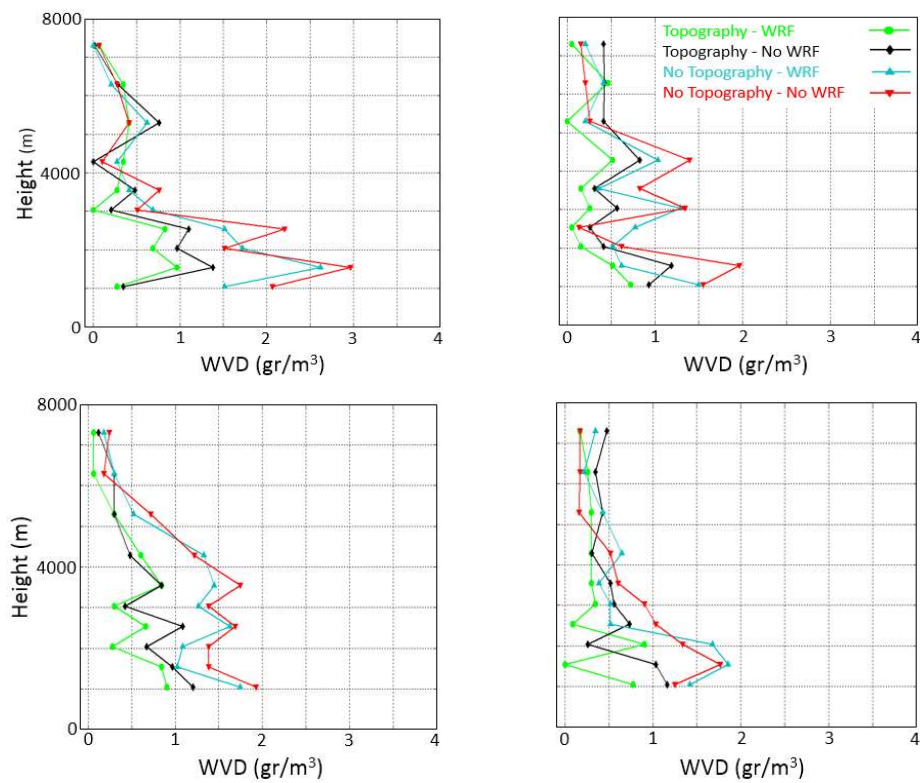 8000
4000
0
Height (m)
0 1 2 3 4
WVD (gr/m³)
Topography - WRF
Topography - No WRF
No Topography - WRF
No Topography - No WRF
0 1 2 3 4
WVD (gr/m³)
8000
4000
0
Height (m)
0 1 2 3 4
WVD (gr/m³)
0 1 2 3 4
WVD (gr/m³)